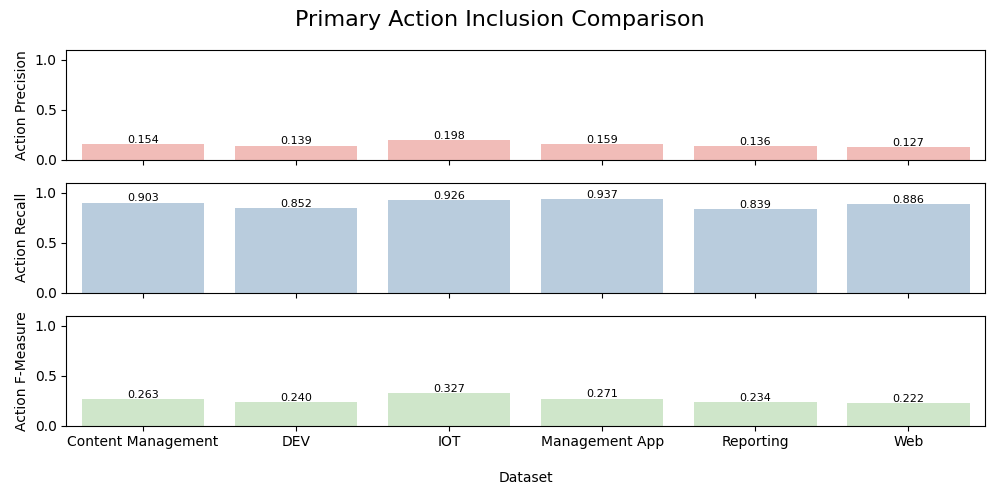 Primary Action Inclusion Comparison
Action Precision
1.0
0.5
0.0
0.154 0.139 0.198 0.159 0.136 0.127
Action Recall
1.0
0.5
0.0
0.903 0.852 0.926 0.937 0.839 0.886
Action F-Measure
1.0
0.5
0.0
0.263 0.240 0.327 0.271 0.234 0.222
Content Management DEV IOT Management App Reporting Web
Dataset